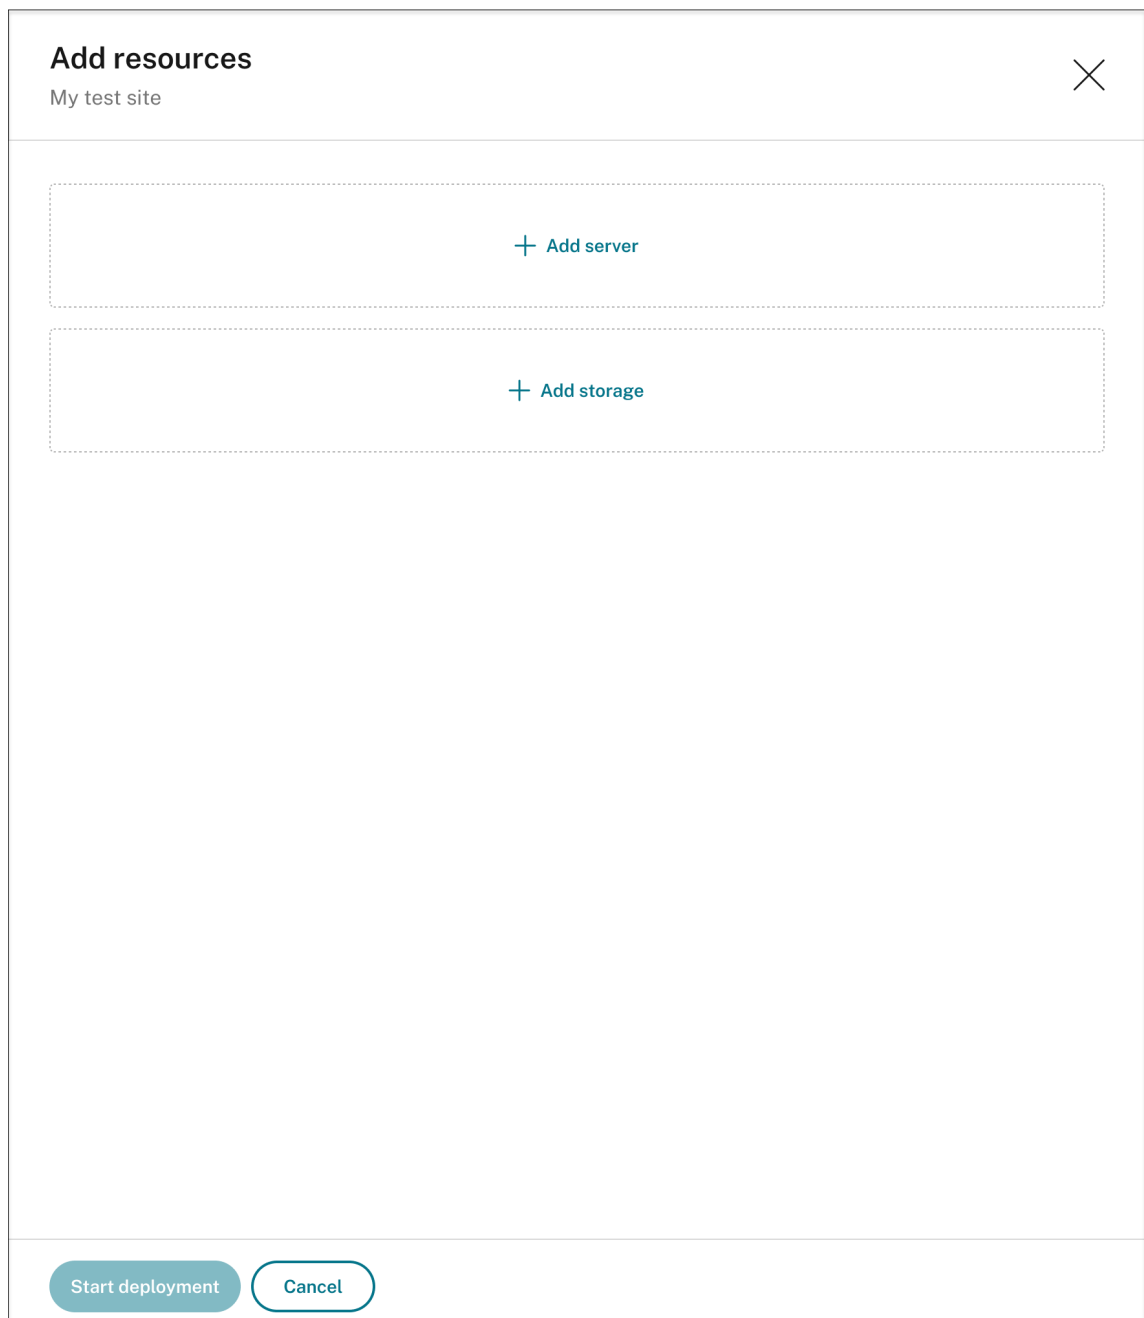 Add resources
My test site
Add server
Add storage
Start deployment
Cancel